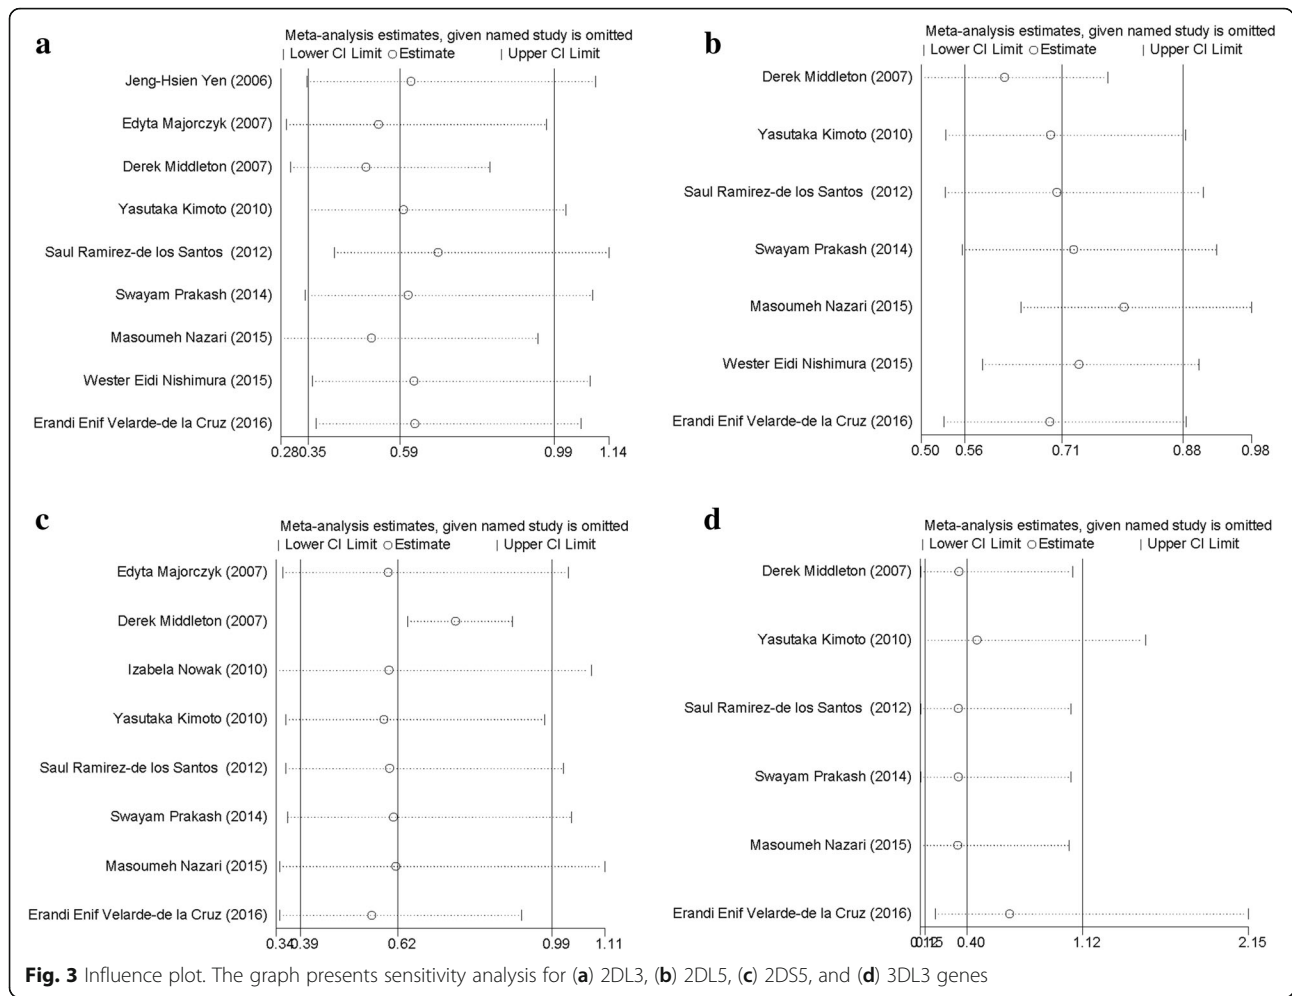 a
Meta-analysis estimates, given named study is omitted
| Lower CI Limit ○ Estimate | Upper CI Limit
Jeng-Hsien Yen (2006)
Edyta Majorczyk (2007)
Derek Middleton (2007)
Yasutaka Kimoto (2010)
Saul Ramirez-de los Santos (2012)
Swayam Prakash (2014)
Masoumeh Nazari (2015)
Wester Eidi Nishimura (2015)
Erandi Enif Velarde-de la Cruz (2016)
0.28 0.35 0.59 0.99 1.14
b
Meta-analysis estimates, given named study is omitted
| Lower CI Limit ○ Estimate | Upper CI Limit
Derek Middleton (2007)
Yasutaka Kimoto (2010)
Saul Ramirez-de los Santos (2012)
Swayam Prakash (2014)
Masoumeh Nazari (2015)
Wester Eidi Nishimura (2015)
Erandi Enif Velarde-de la Cruz (2016)
0.50 0.56 0.71 0.88 0.98
c
Meta-analysis estimates, given named study is omitted
| Lower CI Limit ○ Estimate | Upper CI Limit
Edyta Majorczyk (2007)
Derek Middleton (2007)
Izabela Nowak (2010)
Yasutaka Kimoto (2010)
Saul Ramirez-de los Santos (2012)
Swayam Prakash (2014)
Masoumeh Nazari (2015)
Erandi Enif Velarde-de la Cruz (2016)
0.34 0.39 0.62 0.99 1.11
d
Meta-analysis estimates, given named study is omitted
| Lower CI Limit ○ Estimate | Upper CI Limit
Derek Middleton (2007)
Yasutaka Kimoto (2010)
Saul Ramirez-de los Santos (2012)
Swayam Prakash (2014)
Masoumeh Nazari (2015)
Erandi Enif Velarde-de la Cruz (2016)
0.40 1.12 2.15
Fig. 3 Influence plot. The graph presents sensitivity analysis for (a) 2DL3, (b) 2DL5, (c) 2DS5, and (d) 3DL3 genes